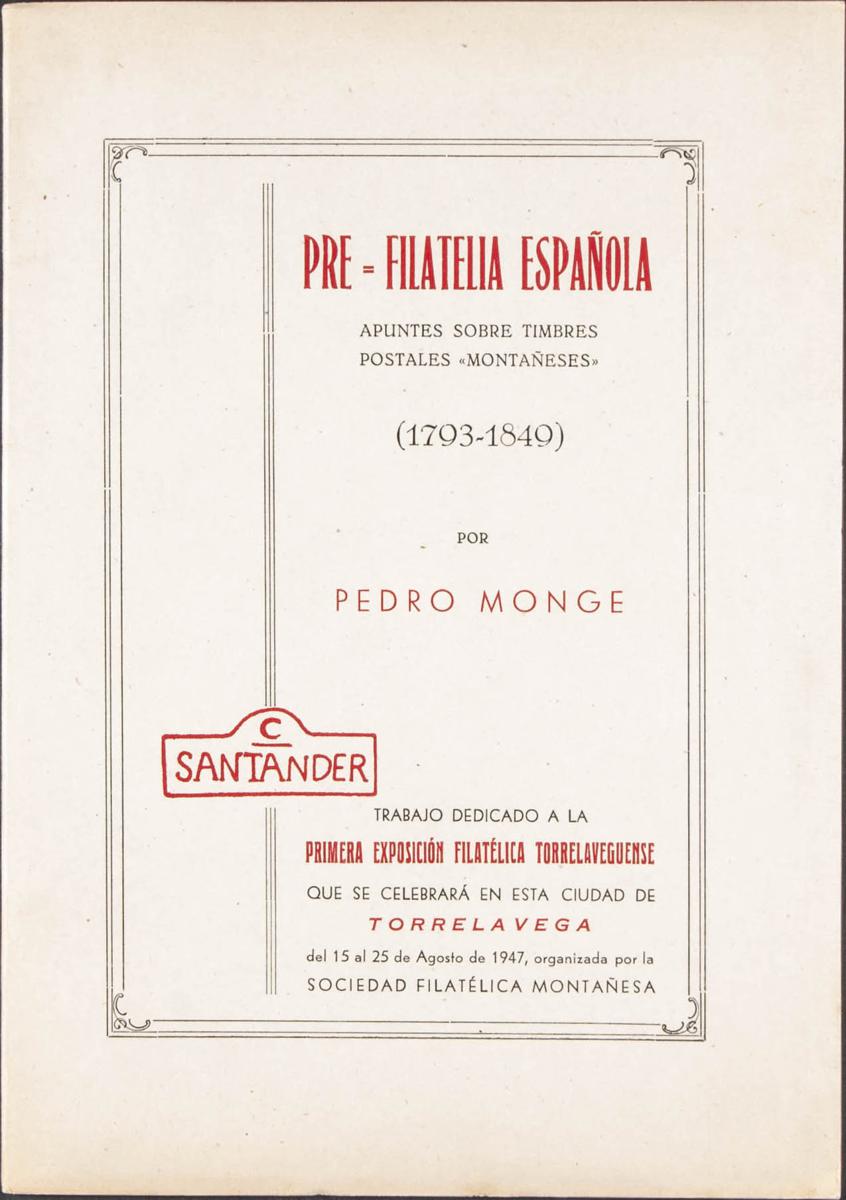 PRE = FILATELIA ESPAÑOLA
APUNTES SOBRE TIMBRES
POSTALES «MONTAÑESES»
(1793-1849)
POR
PEDRO MONGE
C
SANTANDER
TRABAJO DEDICADO A LA
PRIMERA EXPOSICIÓN FILATÉLICA TORRELAVEGUENSE
QUE SE CELEBRARÁ EN ESTA CIUDAD DE
TORRELAVEGA
del 15 al 25 de Agosto de 1947, organizada por la
SOCIEDAD FILATÉLICA MONTAÑESA